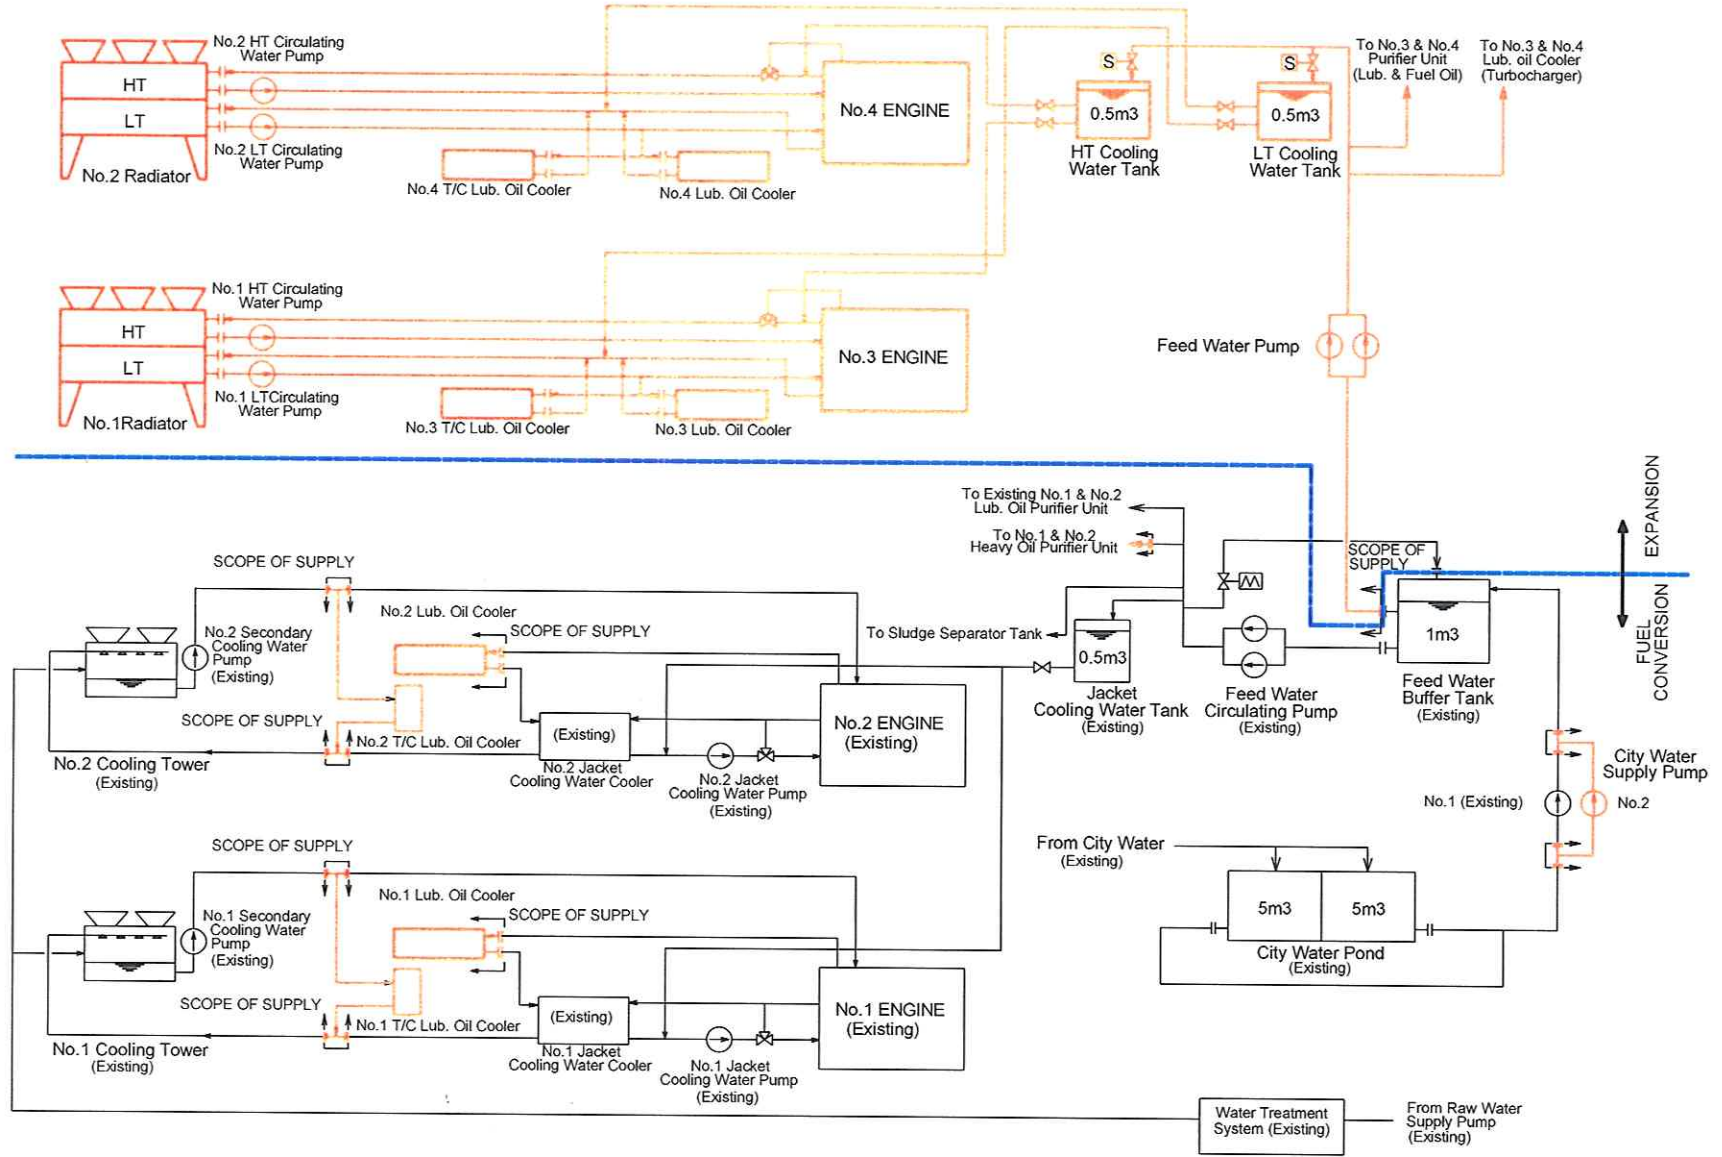 No.2 HT Circulating
Water Pump
HT
LT
No.2 LT Circulating
Water Pump
No.2 Radiator
No.4 T/C Lub. Oil Cooler
No.4 Lub. Oil Cooler
No.4 ENGINE
S
0.5m3
HT Cooling
Water Tank
S
0.5m3
LT Cooling
Water Tank
To No.3 & No.4
Purifier Unit
(Lub. & Fuel Oil)
To No.3 & No.4
Lub. oil Cooler
(Turbocharger)
No.1 HT Circulating
Water Pump
HT
LT
No.1 LTCirculating
Water Pump
No.1Radiator
No.3 T/C Lub. Oil Cooler
No.3 Lub. Oil Cooler
No.3 ENGINE
Feed Water Pump
EXPANSION
FUEL
CONVERSION
To Existing No.1 & No.2
Lub. Oil Purifier Unit
To No.1 & No.2
Heavy Oil Purifier Unit
SCOPE OF
SUPPLY
To Sludge Separator Tank
0.5m3
Jacket
Cooling Water Tank
(Existing)
Feed Water
Circulating Pump
(Existing)
1m3
Feed Water
Buffer Tank
(Existing)
SCOPE OF SUPPLY
No.2 Lub. Oil Cooler
SCOPE OF SUPPLY
No.2 Secondary
Cooling Water
Pump
(Existing)
SCOPE OF SUPPLY
No.2 T/C Lub. Oil Cooler
No.2 Cooling Tower
(Existing)
(Existing)
No.2 Jacket
Cooling Water Cooler
No.2 Jacket
Cooling Water Pump
(Existing)
No.2 ENGINE
(Existing)
City Water
Supply Pump
No.1 (Existing)
No.2
From City Water
(Existing)
5m3
5m3
City Water Pond
(Existing)
SCOPE OF SUPPLY
No.1 Lub. Oil Cooler
SCOPE OF SUPPLY
No.1 Secondary
Cooling Water
Pump
(Existing)
SCOPE OF SUPPLY
No.1 T/C Lub. Oil Cooler
No.1 Cooling Tower
(Existing)
(Existing)
No.1 Jacket
Cooling Water Cooler
No.1 Jacket
Cooling Water Pump
(Existing)
No.1 ENGINE
(Existing)
Water Treatment
System (Existing)
From Raw Water
Supply Pump
(Existing)